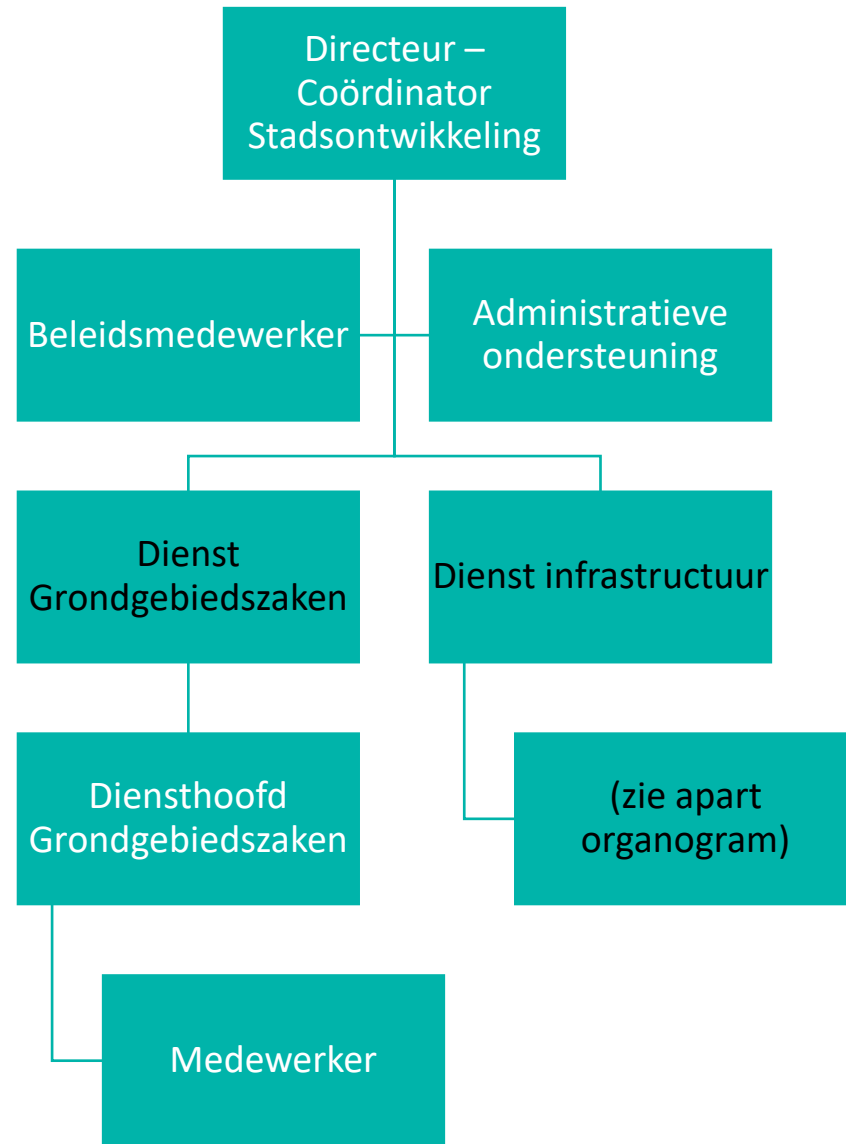 Directeur –
Coördinator
Stadsontwikkeling
Beleidsmedewerker
Administratieve
ondersteuning
Dienst
Grondgebiedszaken
Dienst infrastructuur
Diensthoofd
Grondgebiedszaken
(zie apart
organogram)
Medewerker